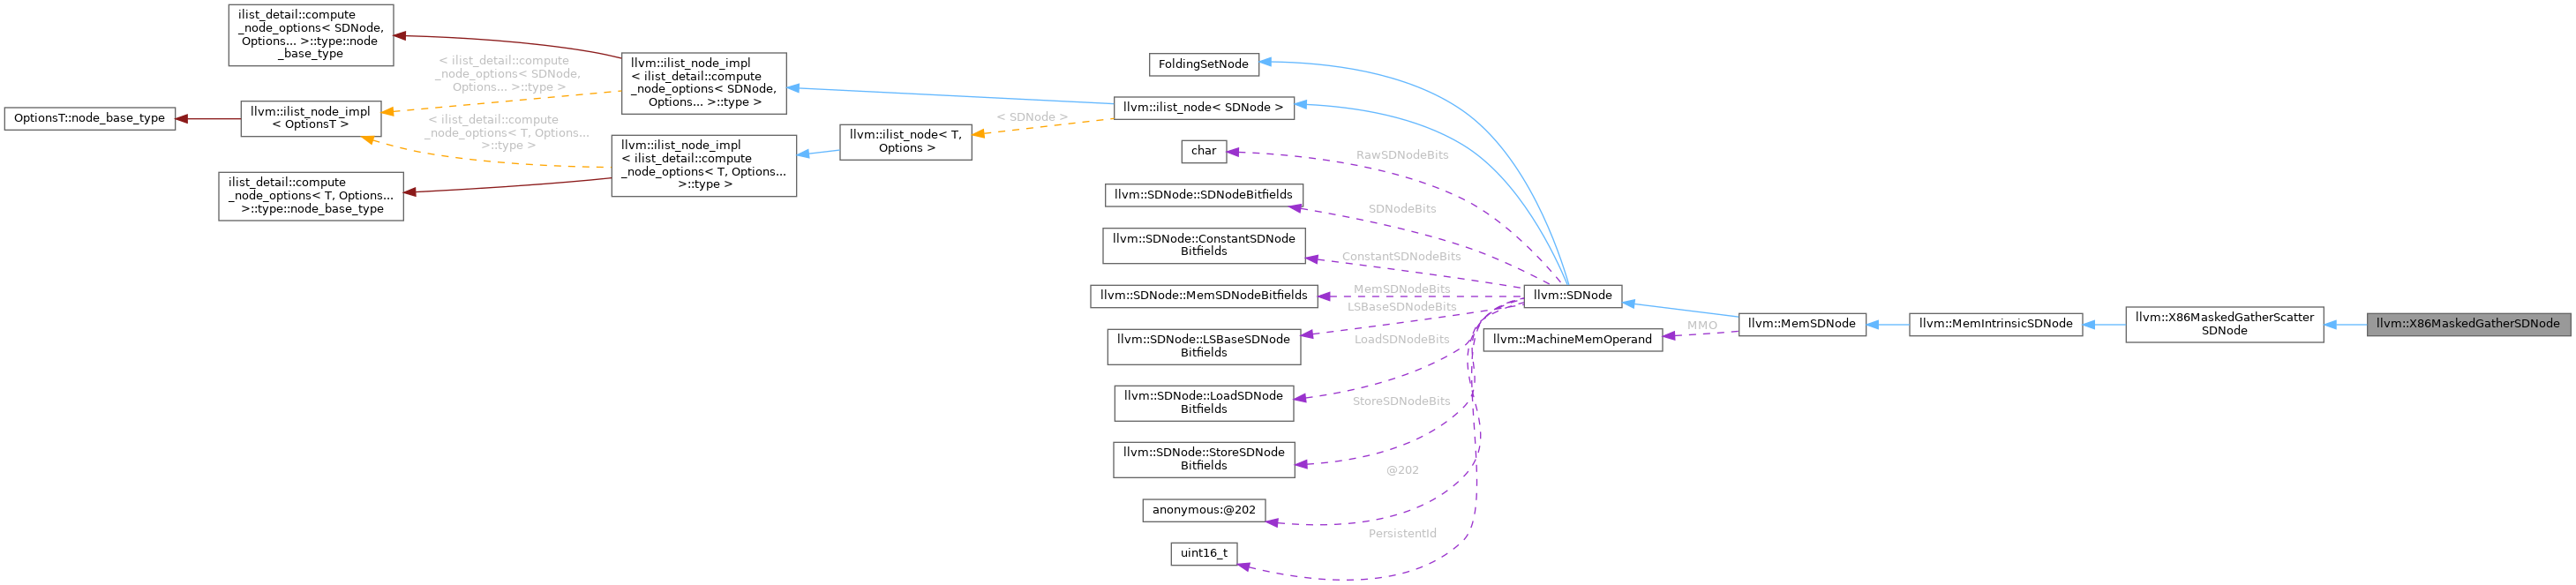 ilist_detail::compute
_node_options< SDNode,
Options... >::type::node
_base_type
< ilist_detail::compute
_node_options< SDNode,
Options... >::type >
llvm::ilist_node_impl
< ilist_detail::compute
_node_options< SDNode,
Options... >::type >
FoldingSetNode
OptionsT::node_base_type
llvm::ilist_node_impl
< OptionsT >
< ilist_detail::compute
_node_options< T, Options...
>::type >
llvm::ilist_node< SDNode >
< SDNode >
llvm::ilist_node< T,
Options >
llvm::ilist_node_impl
< ilist_detail::compute
_node_options< T, Options...
>::type >
ilist_detail::compute
_node_options< T, Options...
>::type::node_base_type
char
RawSDNodeBits
llvm::SDNode::SDNodeBitfields
SDNodeBits
llvm::SDNode::ConstantSDNode
Bitfields
ConstantSDNodeBits
llvm::SDNode::MemSDNodeBitfields
MemSDNodeBits
LSBaseSDNodeBits
llvm::SDNode
llvm::SDNode::LSBaseSDNode
Bitfields
LoadSDNodeBits
llvm::MachineMemOperand
MMO
llvm::MemSDNode
llvm::MemIntrinsicSDNode
llvm::X86MaskedGatherScatter
SDNode
llvm::X86MaskedGatherSDNode
llvm::SDNode::LoadSDNode
Bitfields
StoreSDNodeBits
llvm::SDNode::StoreSDNode
Bitfields
@202
anonymous:@202
PersistentId
uint16_t